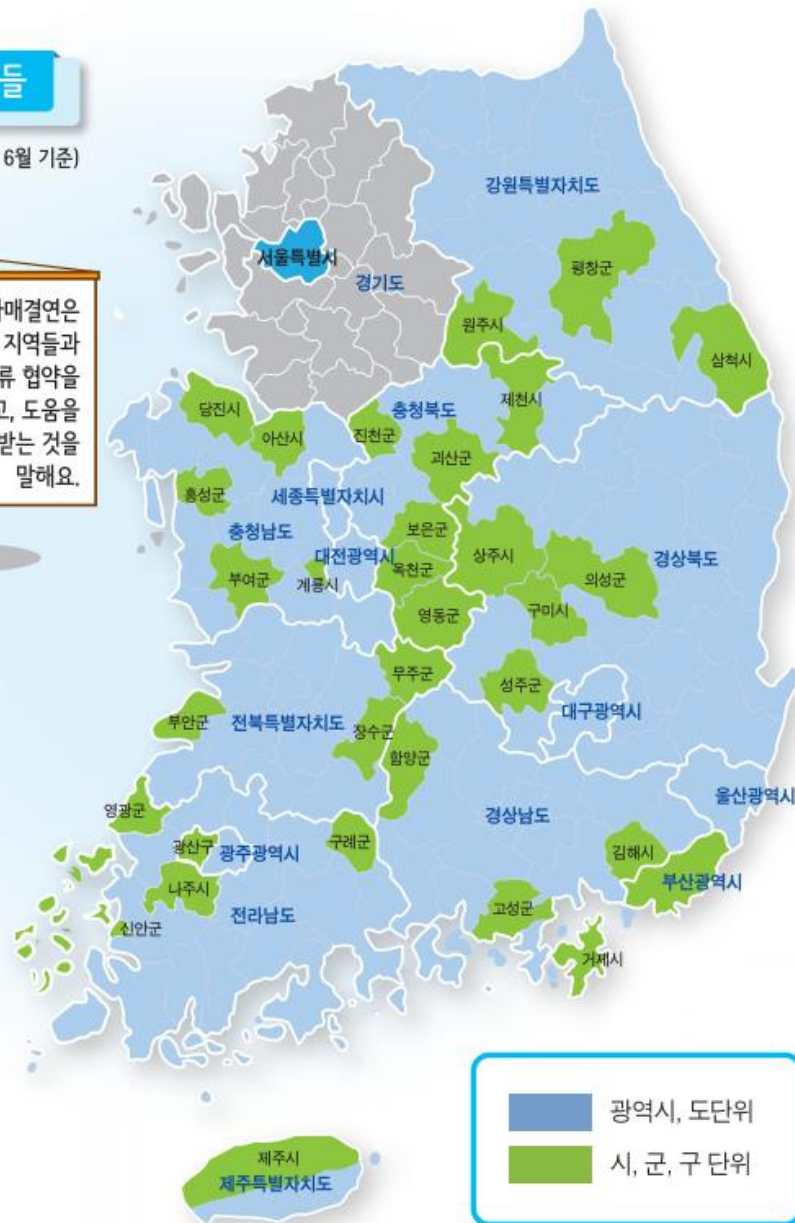 들
6월 기준)
매결연은
지역들과
류 협약을
고, 도움을
받는 것을
말해요.
강원특별자치도
평창군
서울특별시
경기도
원주시
삼척시
제천시
당진시
충청북도
아산시
진천군
괴산군
홍성군
세종특별자치시
충청남도
보은군
대전광역시
상주시
경상북도
옥천군
의성군
부여군
계룡시
영동군
구미시
무주군
성주군
대구광역시
부안군
전북특별자치도
장수군
함양군
울산광역시
영광군
경상남도
구례군
광산구
광주광역시
김해시
부산광역시
나주시
고성군
전라남도
신안군
거제시
광역시, 도단위
시, 군, 구 단위
제주시
제주특별자치도